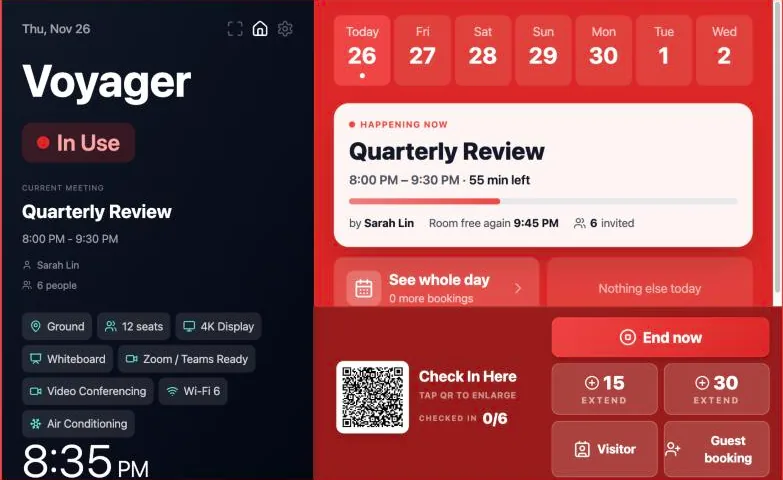 Thu, Nov 26
Voyager
In Use
CURRENT MEETING
Quarterly Review
8:00 PM - 9:30 PM
Sarah Lin
6 people
Ground
12 seats
4K Display
Whiteboard
Zoom / Teams Ready
Video Conferencing
Wi-Fi 6
Air Conditioning
8:35 PM
Today
26
Fri
27
Sat
28
Sun
29
Mon
30
Tue
1
Wed
2
HAPPENING NOW
Quarterly Review
8:00 PM – 9:30 PM · 55 min left
by Sarah Lin
Room free again 9:45 PM
6 invited
See whole day
0 more bookings
Nothing else today
Check In Here
TAP QR TO ENLARGE
CHECKED IN 0/6
End now
15
EXTEND
30
EXTEND
Visitor
Guest
booking